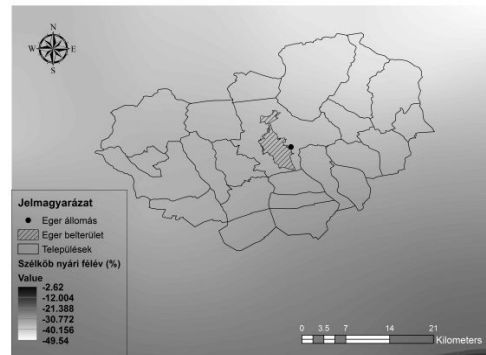 N
W E
S
Jelmagyarázat
Eger állomás
Eger belterület
Települések
Szélköb nyári félév (%)
Value
-2.62
-12.004
-21.388
-30.772
-40.156
-49.54
0 3.5 7 14 21
Kilometers